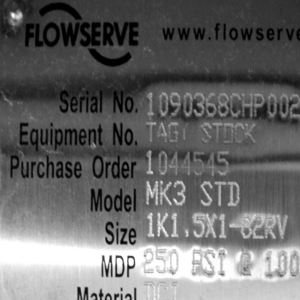 FLOWSERVE www.flowserve
Serial No. 1090368CHP002
Equipment No. TAG: STOCK
Purchase Order 1044545
Model MK3 STD
Size 1K1.5X1-82RV
MDP 250 PSI @ 100
Material DCI